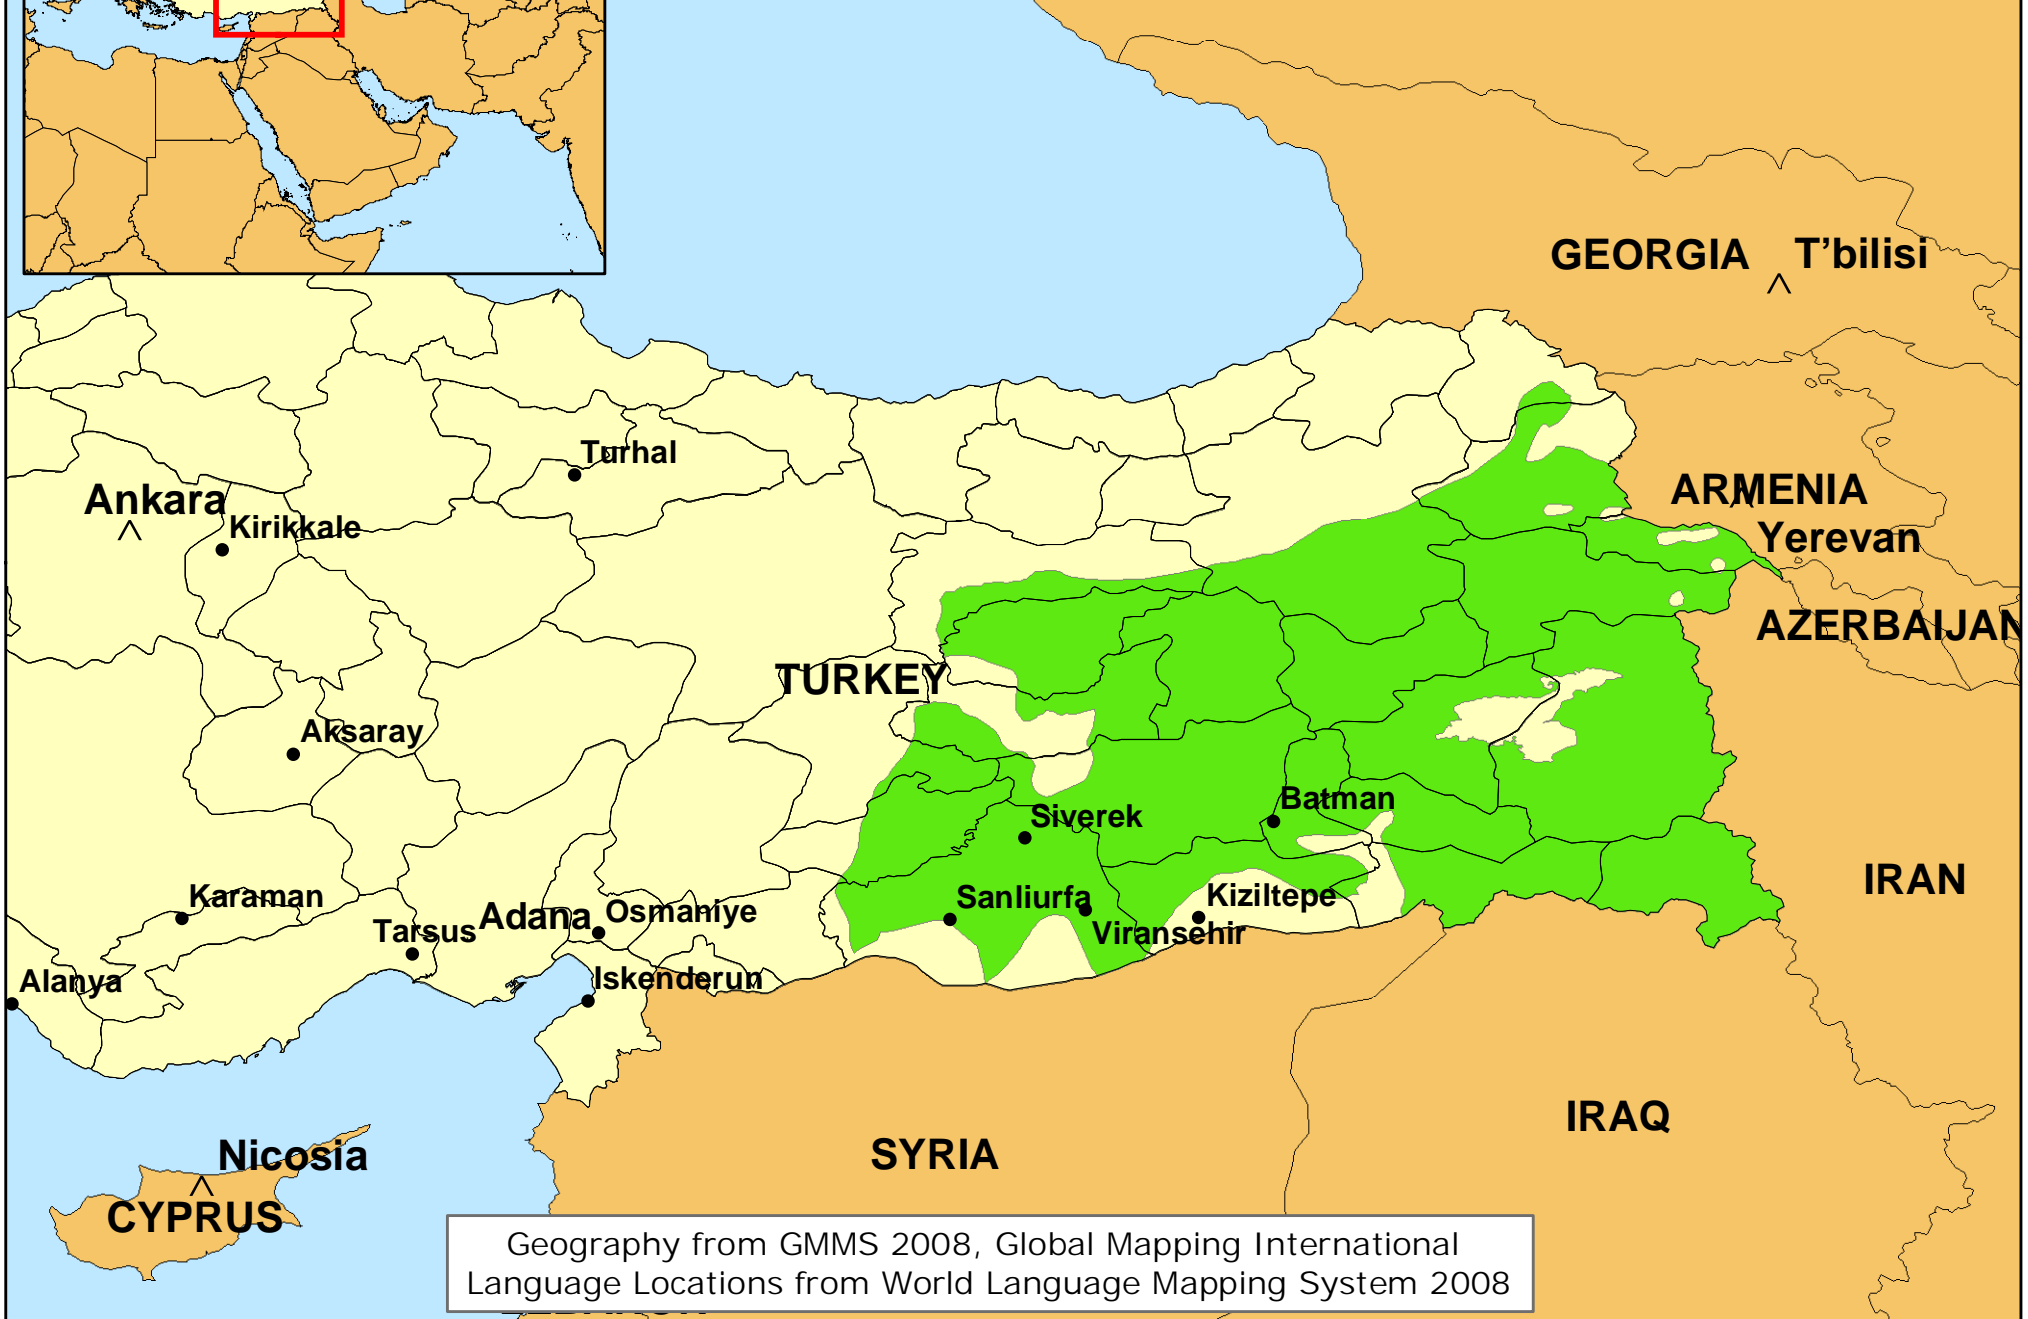 GEORGIA
T'bilisi
Turhal
Ankara
Kirikkale
ARMENIA
Yerevan
AZERBAIJAN
TURKEY
Aksaray
Batman
Siverek
IRAN
Karaman
Sanliurfa
Kiziltepe
Tarsus
Adana
Osmaniye
Viransehir
Alanya
Iskenderun
IRAQ
Nicosia
SYRIA
CYPRUS
Geography from GMMS 2008, Global Mapping International
Language Locations from World Language Mapping System 2008